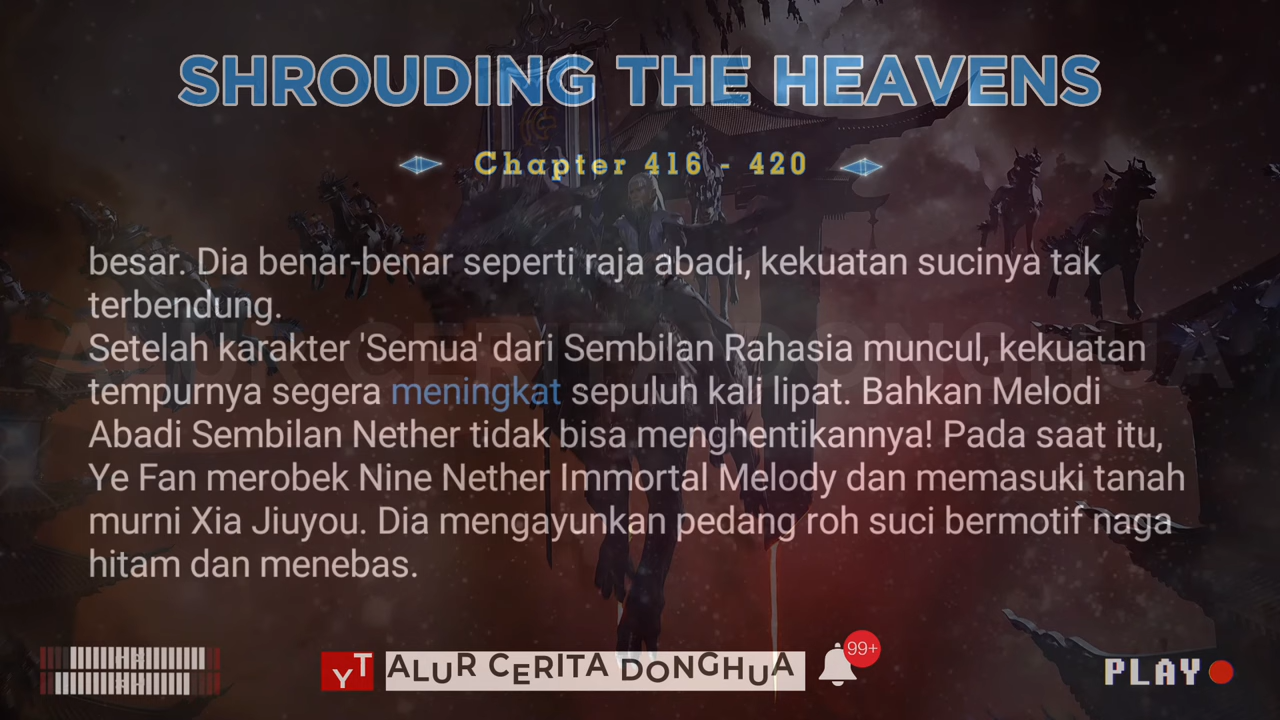 SHROUDING THE HEAVENS
Chapter 416 - 420
besar. Dia benar-benar seperti raja abadi, kekuatan sucinya tak
terbendung.
Setelah karakter 'Semua' dari Sembilan Rahasia muncul, kekuatan
tempurnya segera meningkat sepuluh kali lipat. Bahkan Melodi
Abadi Sembilan Nether tidak bisa menghentikannya! Pada saat itu,
Ye Fan merobek Nine Nether Immortal Melody dan memasuki tanah
murni Xia Jiuyou. Dia mengayunkan pedang roh suci bermotif naga
hitam dan menebas.
ALUR CERITA DONGHUA
YT ALUR CERITA DONGHUA 99+
PLAY